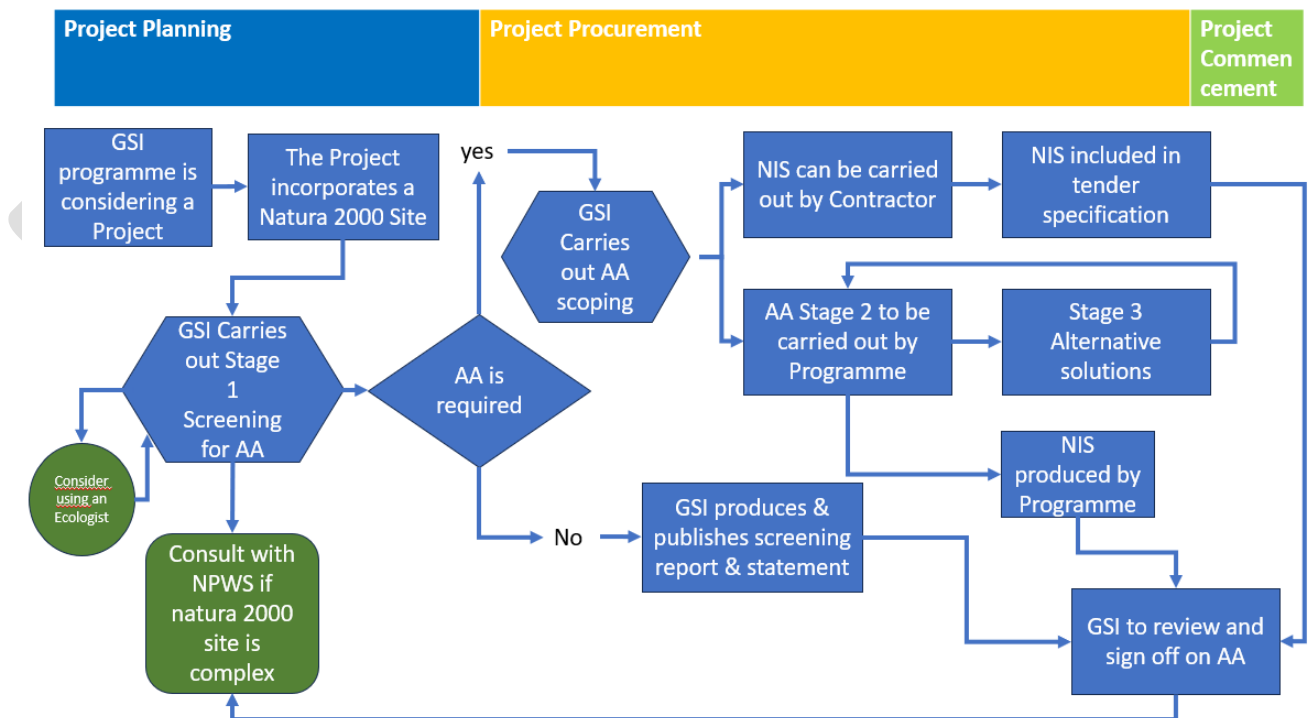 Project Planning
Project Procurement
Project
Commen
cement
GSI
programme is
considering a
Project
The Project
incorporates a
Natura 2000 Site
yes
GSI
Carries
out AA
scoping
NIS can be carried
out by Contractor
NIS included in
tender
specification
GSI Carries
out Stage
1
Screening
for AA
AA is
required
AA Stage 2 to be
carried out by
Programme
Stage 3
Alternative
solutions
Consider
using an
Ecologist
NIS
produced by
Programme
No
GSI produces &
publishes screening
report & statement
Consult with
NPWS if
natura 2000
site is
complex
GSI to review and
sign off on AA